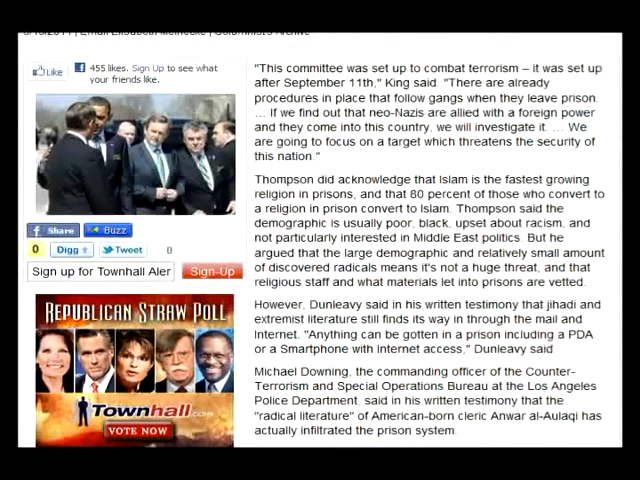 Like
455 likes. Sign Up to see what
your friends like.
Share
Buzz
0
Digg
Tweet
0
Sign up for Townhall Aler
Sign-Up
REPUBLICAN STRAW POLL
Townhall.com
VOTE NOW
"This committee was set up to combat terrorism – it was set up
after September 11th," King said. "There are already
procedures in place that follow gangs when they leave prison.
… If we find out that neo-Nazis are allied with a foreign power
and they come into this country, we will investigate it. … We
are going to focus on a target which threatens the security of
this nation."
Thompson did acknowledge that Islam is the fastest growing
religion in prisons, and that 80 percent of those who convert to
a religion in prison convert to Islam. Thompson said the
demographic is usually poor, black, upset about racism, and
not particularly interested in Middle East politics. But he
argued that the large demographic and relatively small amount
of discovered radicals means it's not a huge threat, and that
religious staff and what materials let into prisons are vetted.
However, Dunleavy said in his written testimony that jihadi and
extremist literature still finds its way in through the mail and
Internet. "Anything can be gotten in a prison including a PDA
or a Smartphone with Internet access," Dunleavy said
Michael Downing, the commanding officer of the Counter-
Terrorism and Special Operations Bureau at the Los Angeles
Police Department, said in his written testimony that the
"radical literature" of American-born cleric Anwar al-Aulaqi has
actually infiltrated the prison system.